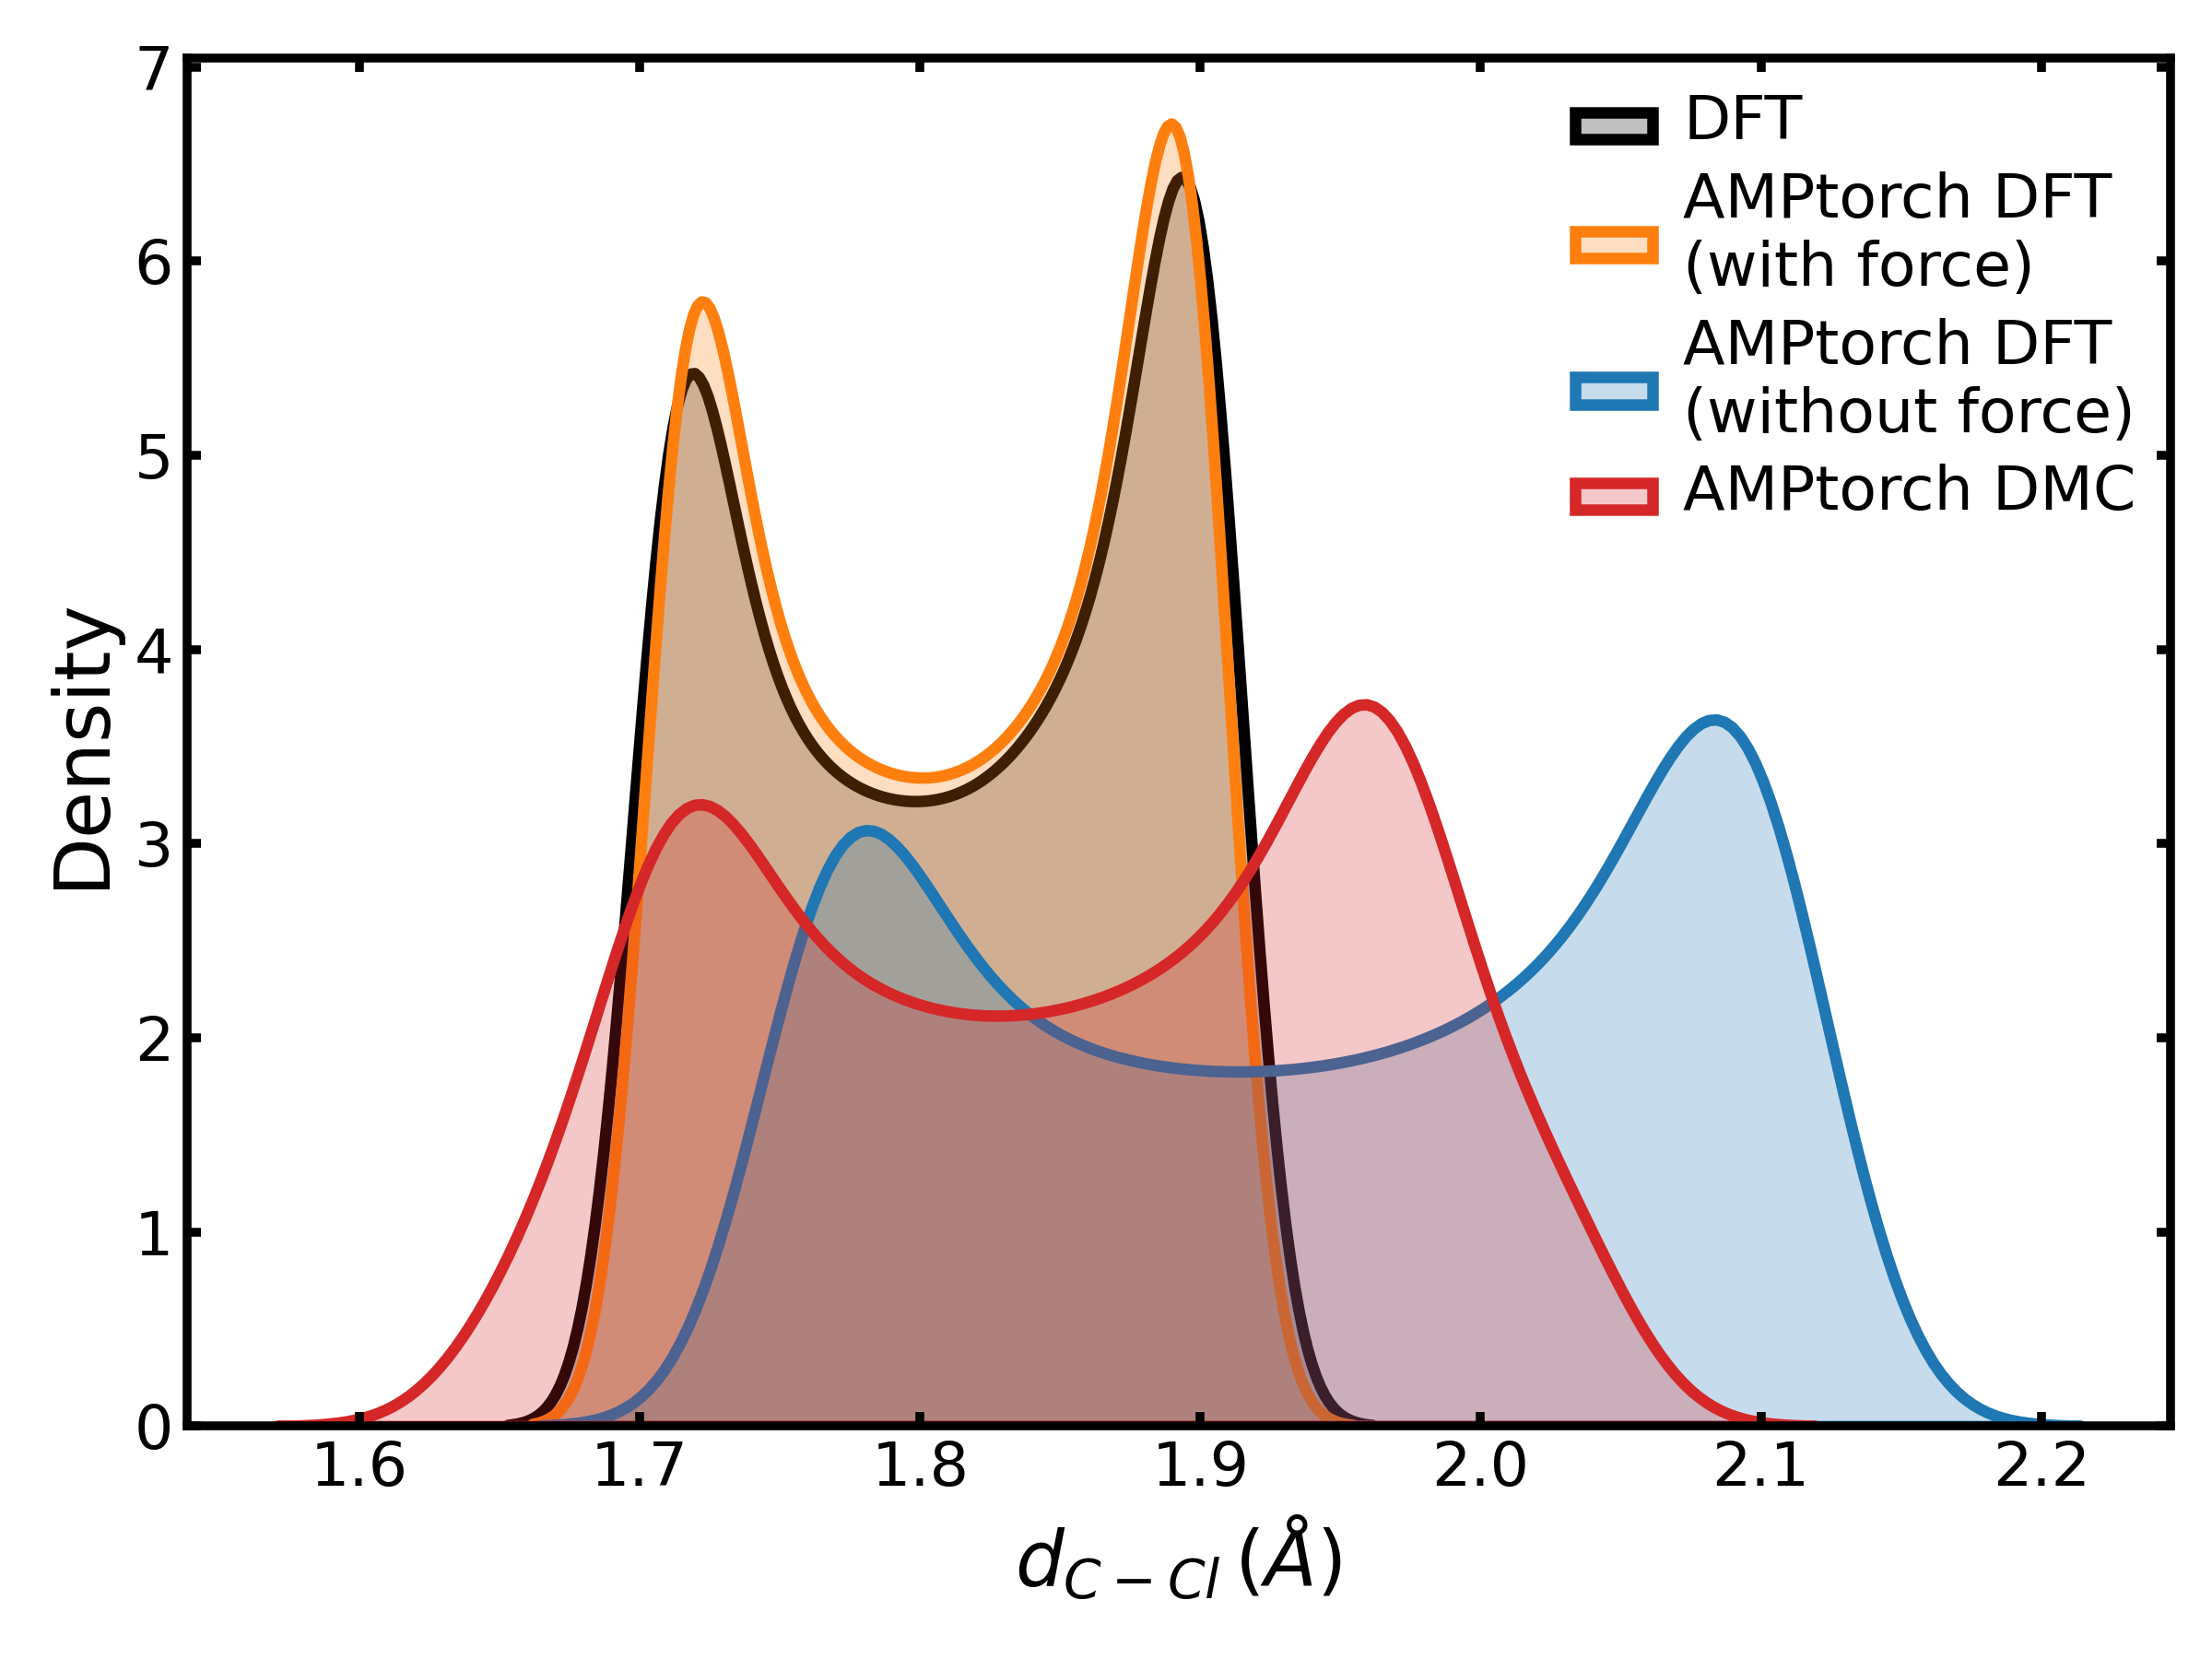 7
6
5
4
3
2
1
0
Density
DFT
AMPtorch DFT
(with force)
AMPtorch DFT
(without force)
AMPtorch DMC
1.6 1.7 1.8 1.9 2.0 2.1 2.2
d_{C-Cl} (Å)